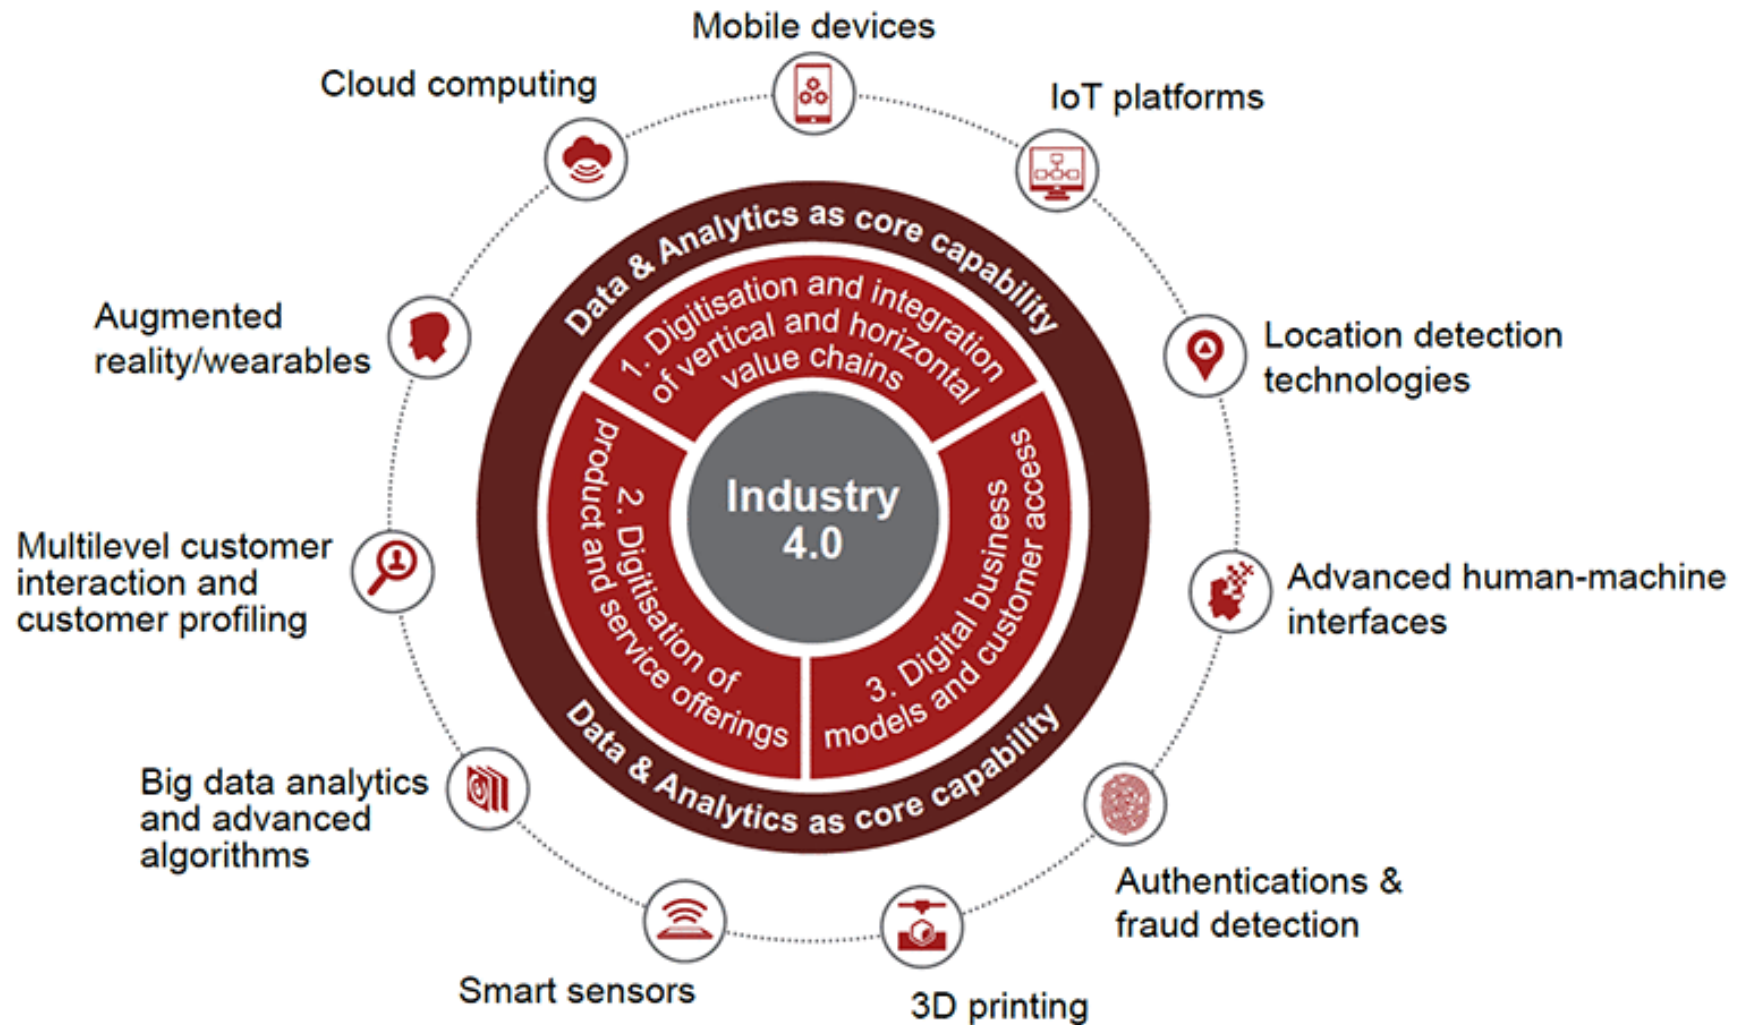 Mobile devices
Cloud computing
IoT platforms
Data & Analytics as core capability
1. Digitisation and integration
of vertical and horizontal
value chains
Augmented
reality/wearables
Location detection
technologies
Industry
4.0
2. Digitisation of
product and service offerings
3. Digital business
models and customer access
Multilevel customer
interaction and
customer profiling
Advanced human-machine
interfaces
Data & Analytics as core capability
Big data analytics
and advanced
algorithms
Authentications &
fraud detection
Smart sensors
3D printing